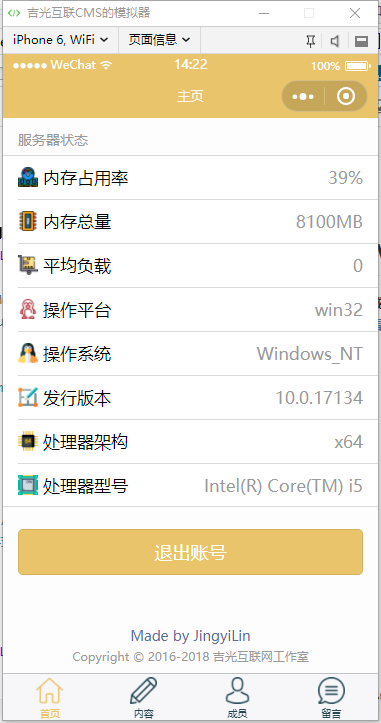 吉光互联CMS的模拟器
iPhone 6, WiFi 页面信息
WeChat 14:22 100%
主页
服务器状态
内存占用率 39%
内存总量 8100MB
平均负载 0
操作平台 win32
操作系统 Windows_NT
发行版本 10.0.17134
处理器架构 x64
处理器型号 Intel(R) Core(TM) i5
退出账号
Made by JingyiLin
Copyright © 2016-2018 吉光互联网工作室
首页 内容 成员 留言